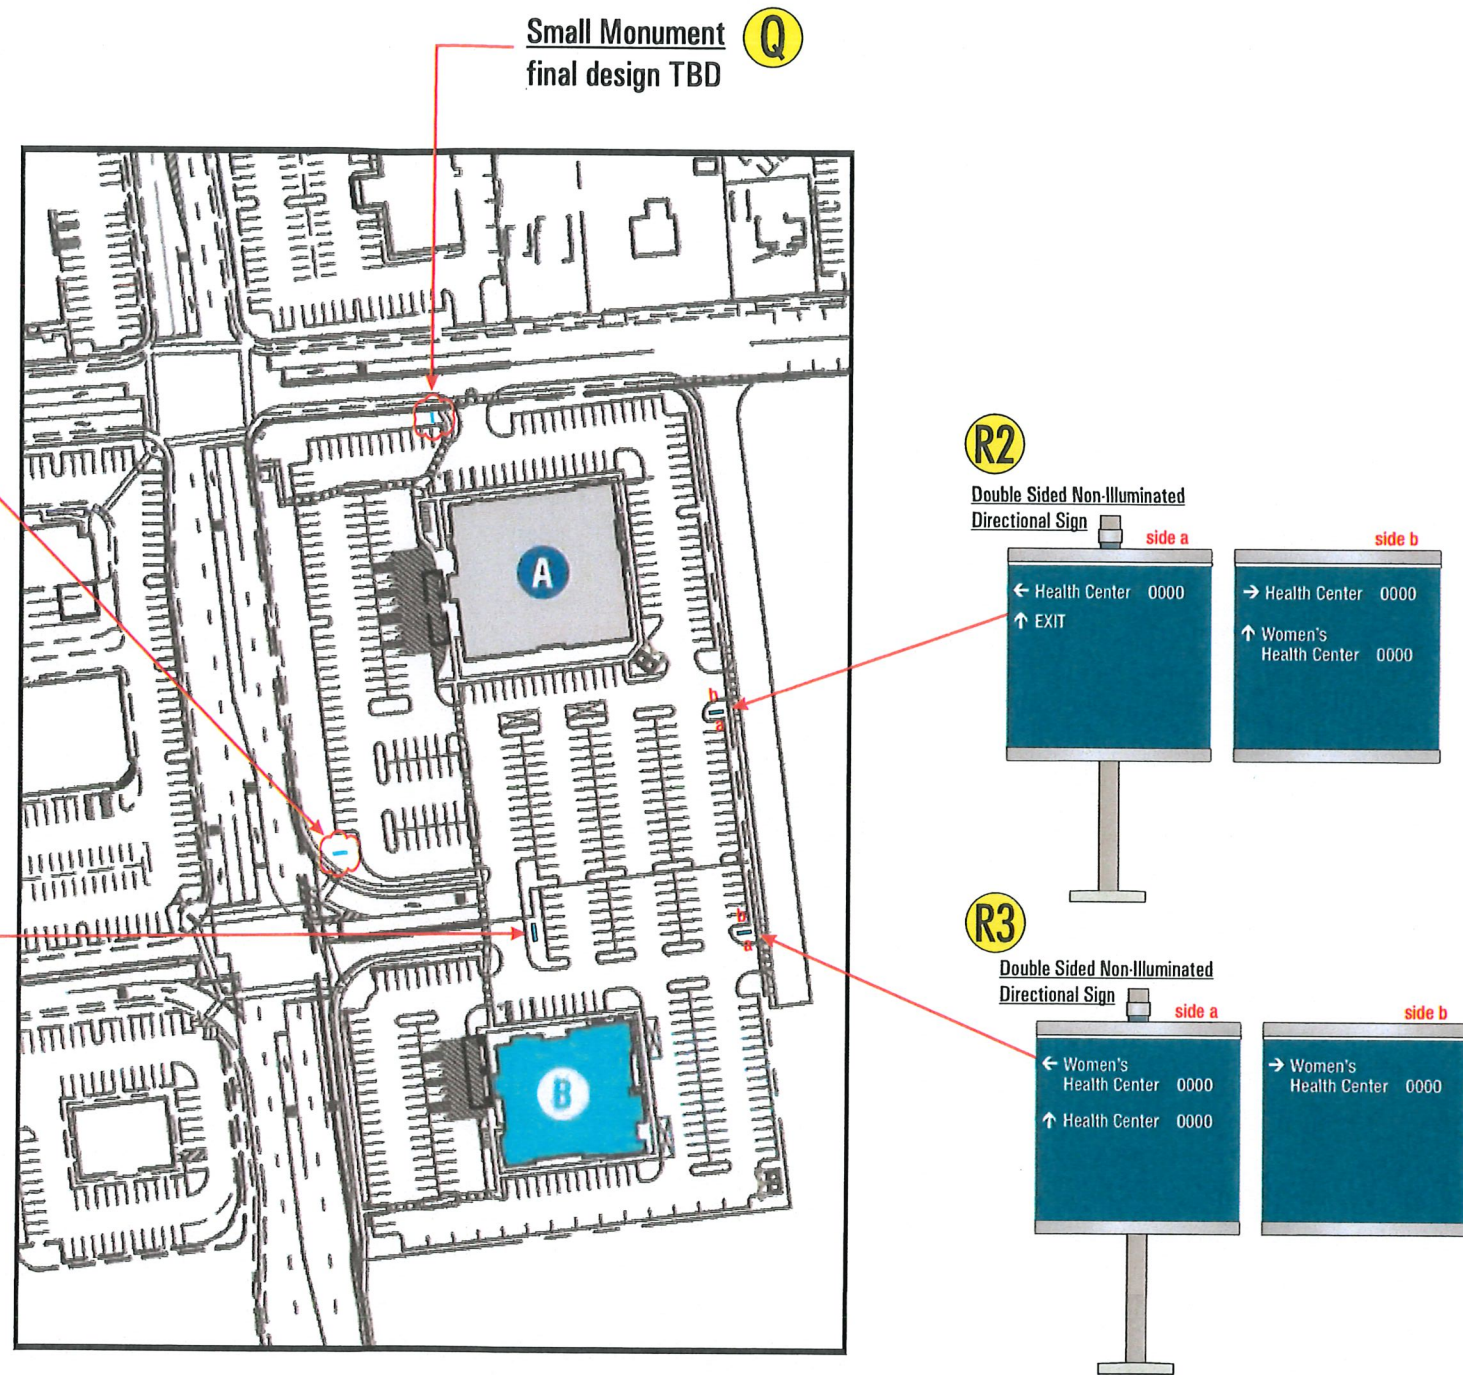 Small Monument Q
final design TBD
A
b
a
b
a
B
R2
Double Sided Non-Illuminated
Directional Sign
side a
← Health Center 0000
↑ EXIT
side b
→ Health Center 0000
↑ Women's
Health Center 0000
R3
Double Sided Non-Illuminated
Directional Sign
side a
← Women's
Health Center 0000
↑ Health Center 0000
side b
→ Women's
Health Center 0000